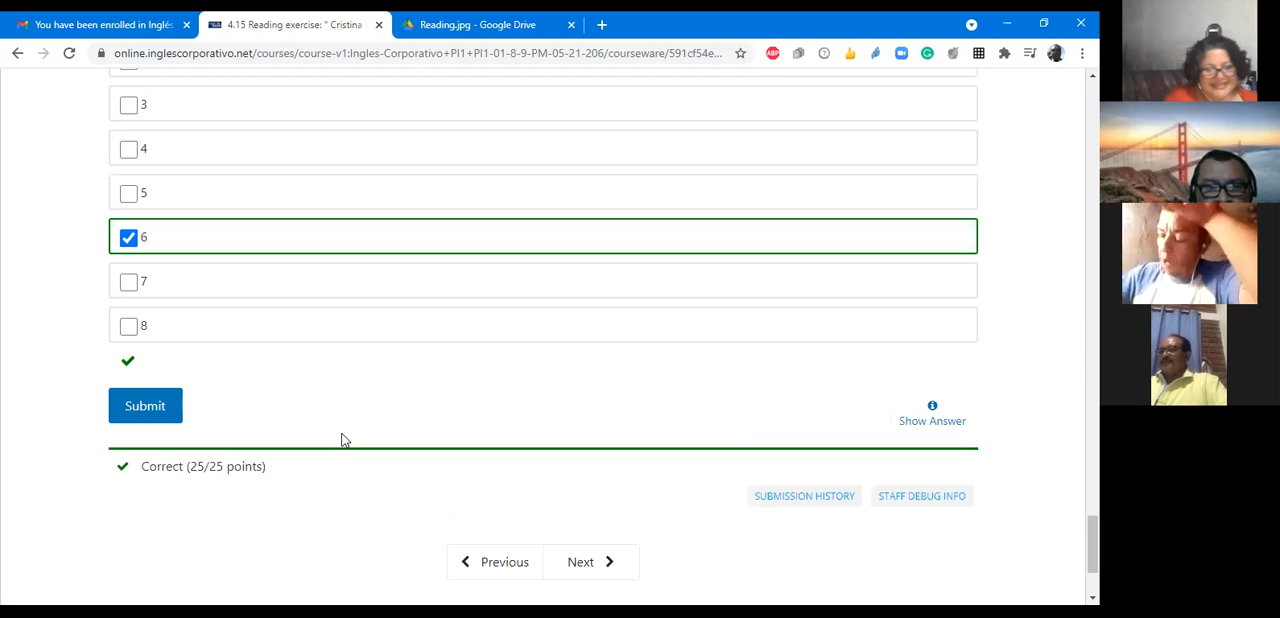 You have been enrolled in Inglés
4.15 Reading exercise: " Cristina
Reading.jpg - Google Drive
online.inglescorporativo.net/courses/course-v1:Ingles-Corporativo+PI1+PI1-01-8-9-PM-05-21-206/courseware/591cf54e...
ABP
3
4
5
6
7
8
Submit
Show Answer
Correct (25/25 points)
SUBMISSION HISTORY
STAFF DEBUG INFO
Previous
Next